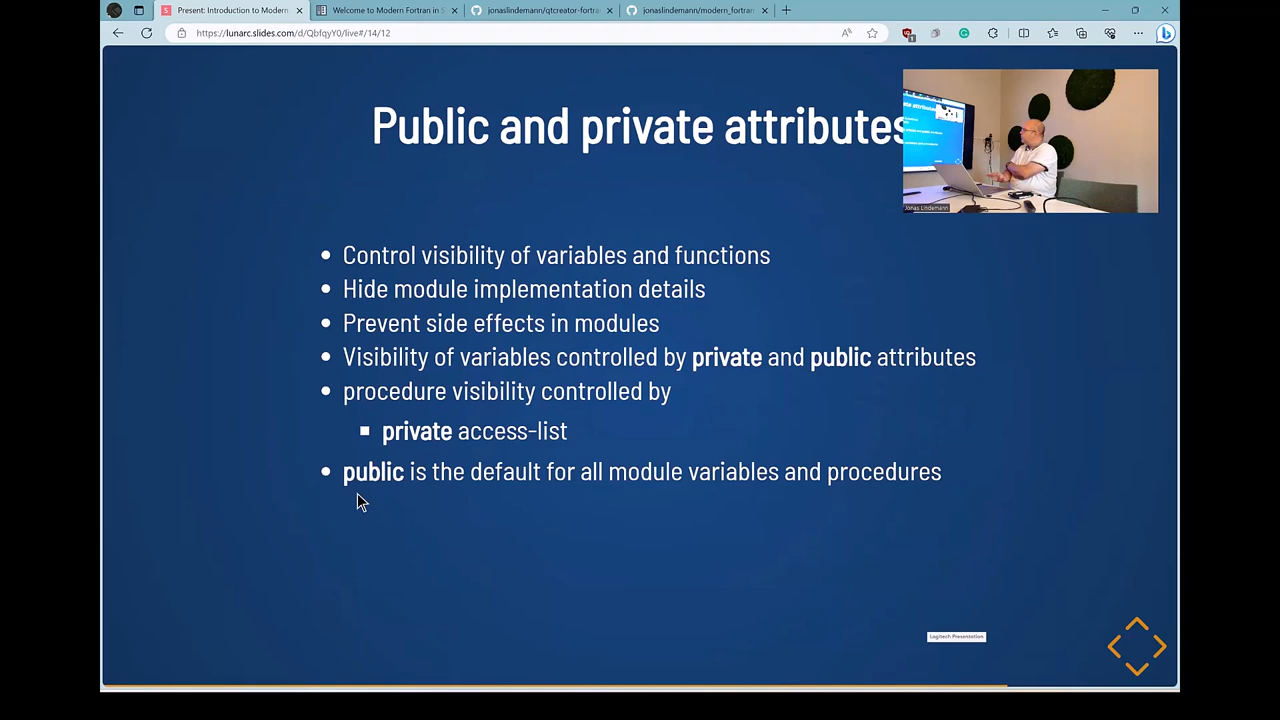 Present: Introduction to Modern
Welcome to Modern Fortran in S
jonaslindemann/qtcreator-fortra
jonaslindemann/modern_fortran
https://lunarc.slides.com/d/QbfqyY0/live#/14/12
Public and private attributes
Jonas Lindemann
Control visibility of variables and functions
Hide module implementation details
Prevent side effects in modules
Visibility of variables controlled by private and public attributes
procedure visibility controlled by
private access-list
public is the default for all module variables and procedures
Logitech Presentation